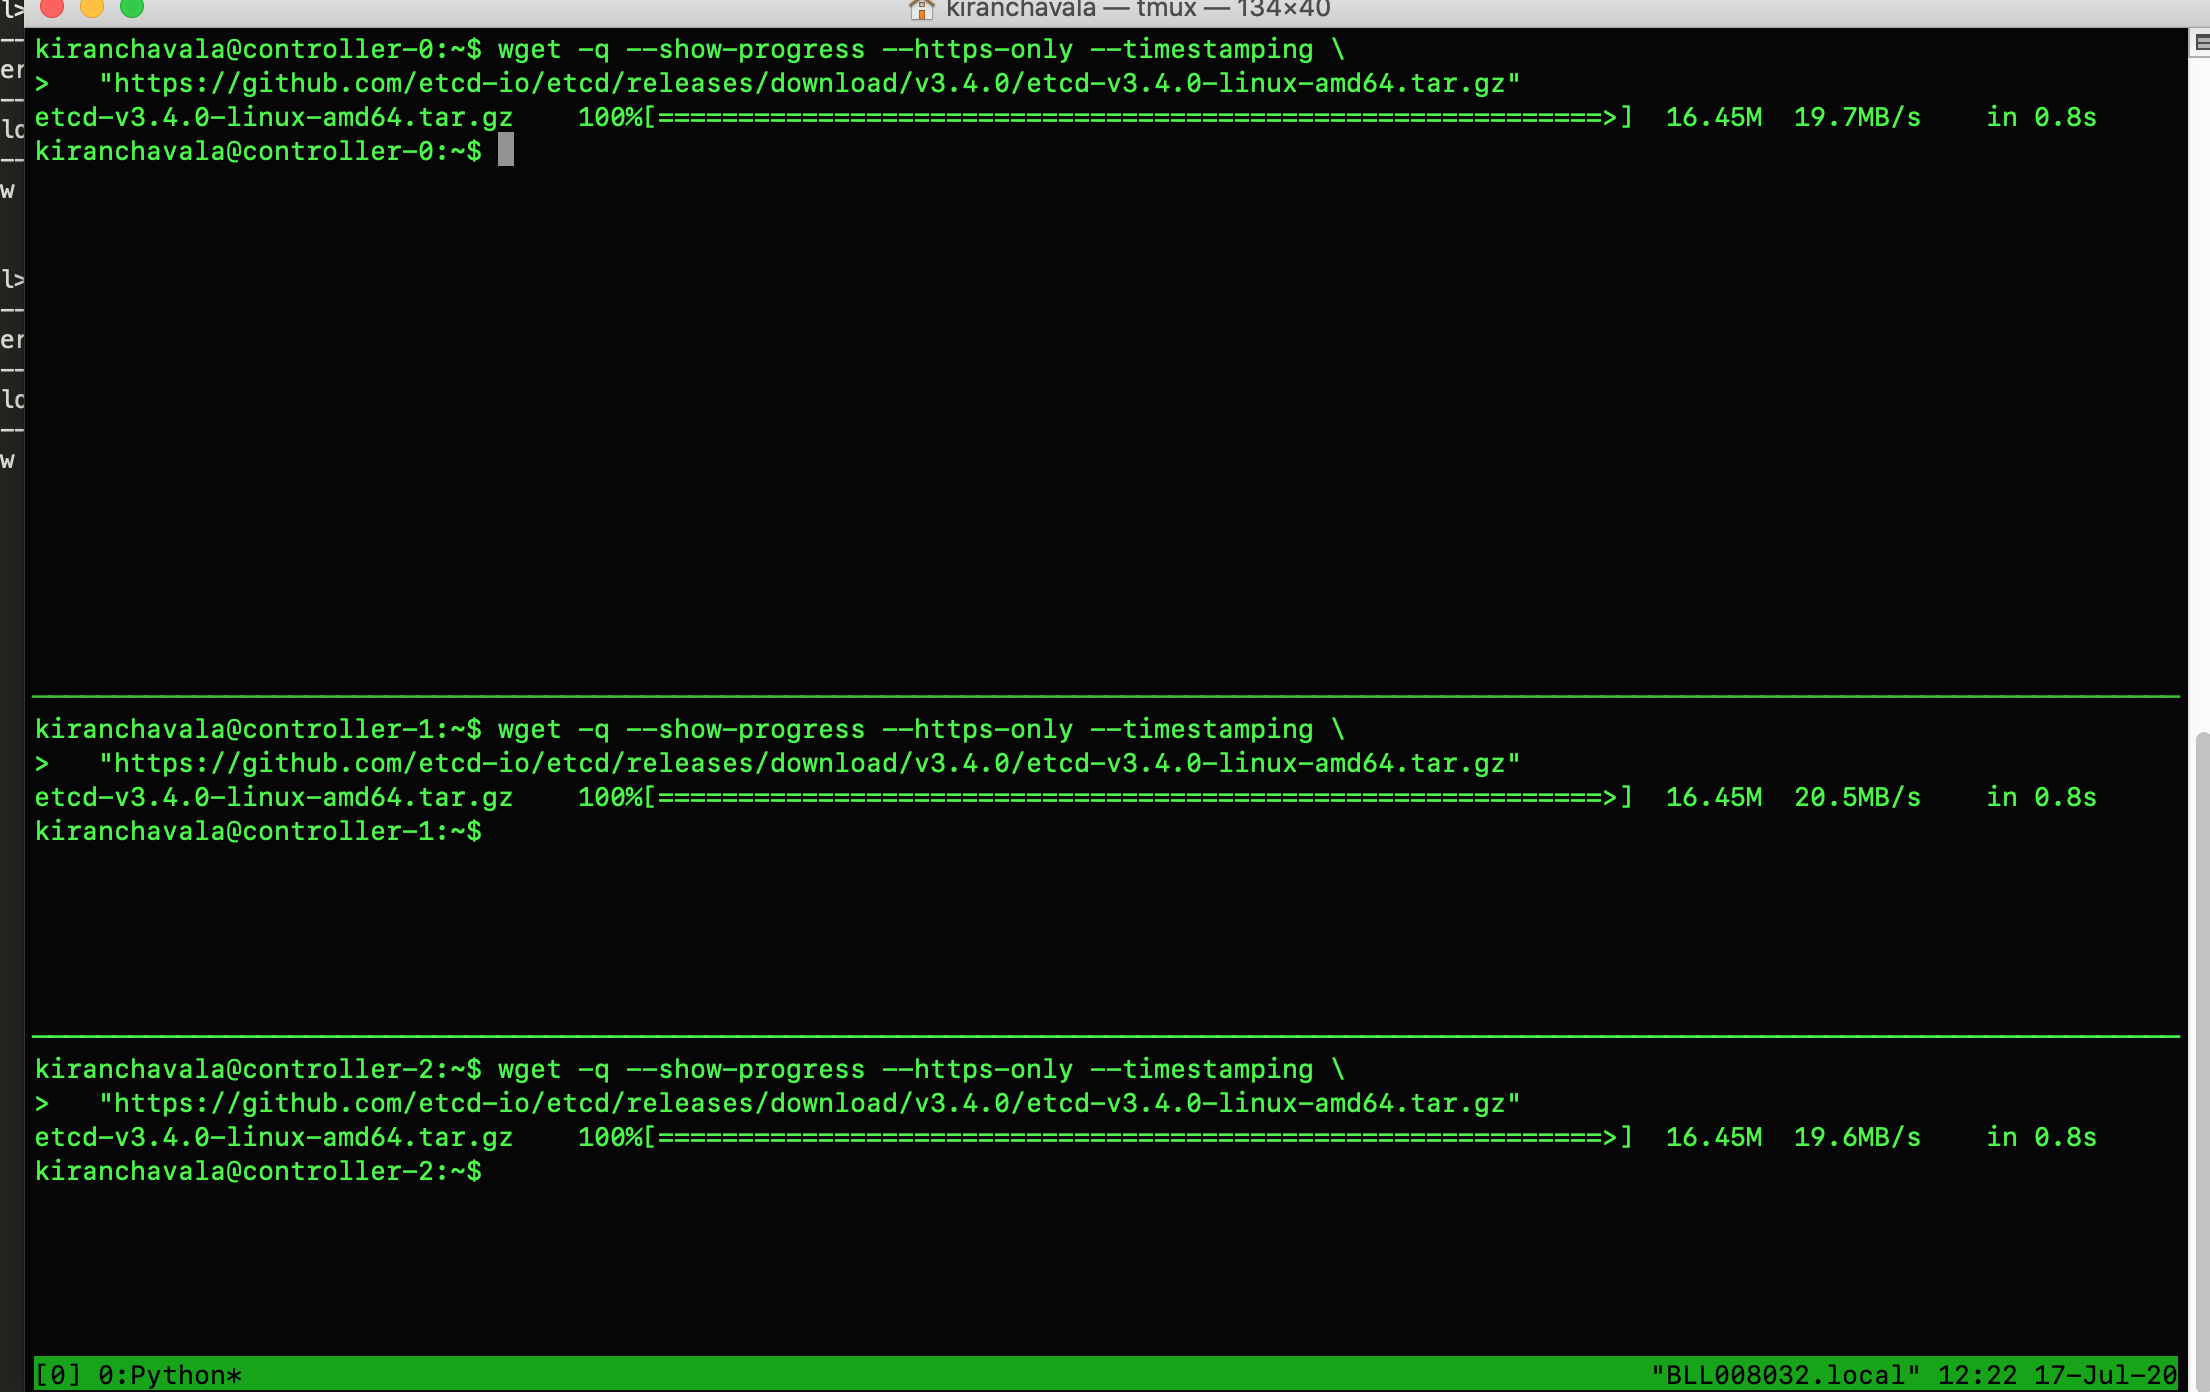 kiranchavala — tmux — 134×40
kiranchavala@controller-0:~$ wget -q --show-progress --https-only --timestamping \
>   "https://github.com/etcd-io/etcd/releases/download/v3.4.0/etcd-v3.4.0-linux-amd64.tar.gz"
etcd-v3.4.0-linux-amd64.tar.gz    100%[===========================================================>]  16.45M  19.7MB/s    in 0.8s
kiranchavala@controller-0:~$
kiranchavala@controller-1:~$ wget -q --show-progress --https-only --timestamping \
>   "https://github.com/etcd-io/etcd/releases/download/v3.4.0/etcd-v3.4.0-linux-amd64.tar.gz"
etcd-v3.4.0-linux-amd64.tar.gz    100%[===========================================================>]  16.45M  20.5MB/s    in 0.8s
kiranchavala@controller-1:~$
kiranchavala@controller-2:~$ wget -q --show-progress --https-only --timestamping \
>   "https://github.com/etcd-io/etcd/releases/download/v3.4.0/etcd-v3.4.0-linux-amd64.tar.gz"
etcd-v3.4.0-linux-amd64.tar.gz    100%[===========================================================>]  16.45M  19.6MB/s    in 0.8s
kiranchavala@controller-2:~$
[0] 0:Python* "BLL008032.local" 12:22 17-Jul-20